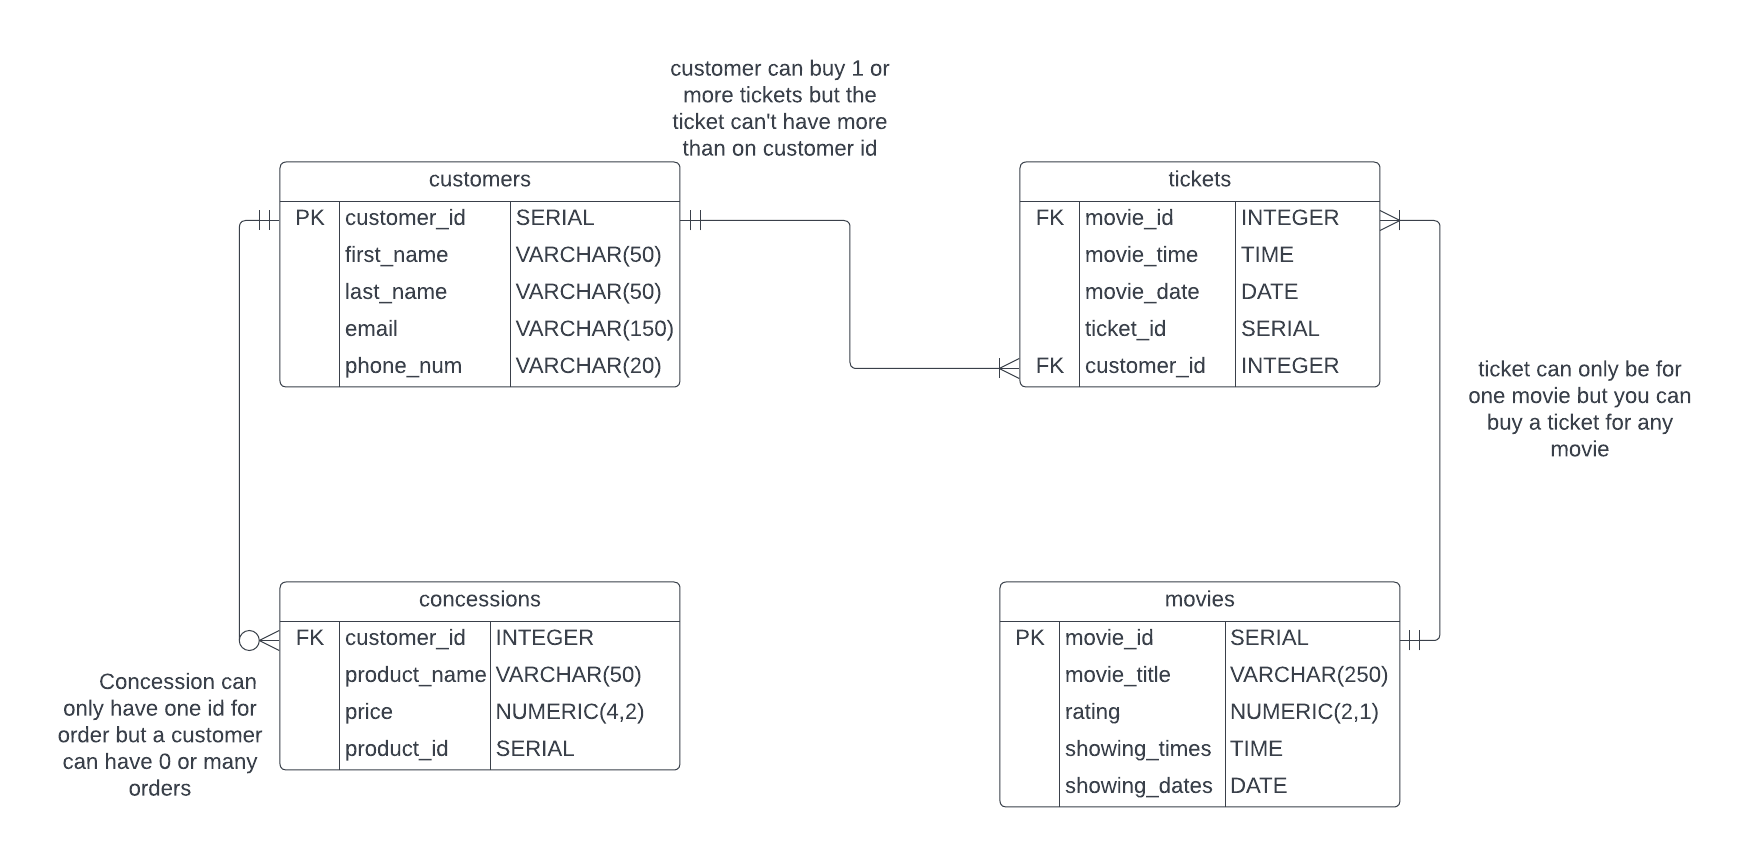 customer can buy 1 or
more tickets but the
ticket can't have more
than on customer id
customers
PK customer_id SERIAL
first_name VARCHAR(50)
last_name VARCHAR(50)
email VARCHAR(150)
phone_num VARCHAR(20)
tickets
FK movie_id INTEGER
movie_time TIME
movie_date DATE
ticket_id SERIAL
FK customer_id INTEGER
ticket can only be for
one movie but you can
buy a ticket for any
movie
concessions
FK customer_id INTEGER
product_name VARCHAR(50)
price NUMERIC(4,2)
product_id SERIAL
Concession can
only have one id for
order but a customer
can have 0 or many
orders
movies
PK movie_id SERIAL
movie_title VARCHAR(250)
rating NUMERIC(2,1)
showing_times TIME
showing_dates DATE